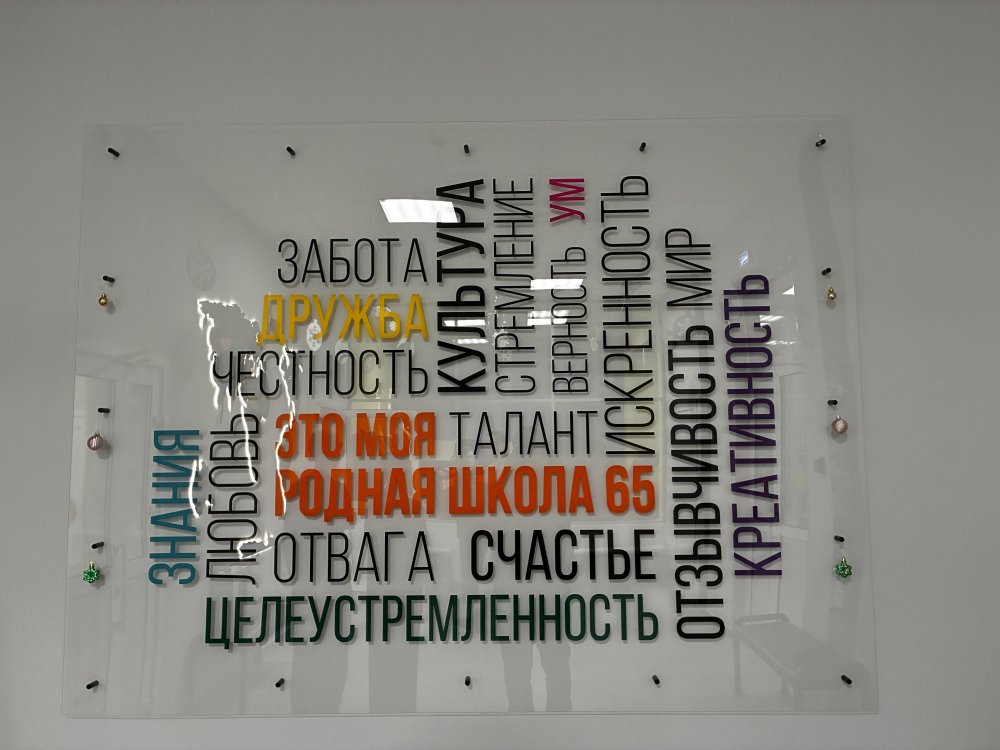 ЗАБОТА
ДРУЖБА
ЧЕСТНОСТЬ
КУЛЬТУРА
СТРЕМЛЕНИЕ
УМ
ВЕРНОСТЬ
ИСКРЕННОСТЬ
МИР
ОТЗЫВЧИВОСТЬ
КРЕАТИВНОСТЬ
ЗНАНИЯ
ЛЮБОВЬ
ЭТО МОЯ
ТАЛАНТ
РОДНАЯ ШКОЛА 65
ОТВАГА
СЧАСТЬЕ
ЦЕЛЕУСТРЕМЛЕННОСТЬ